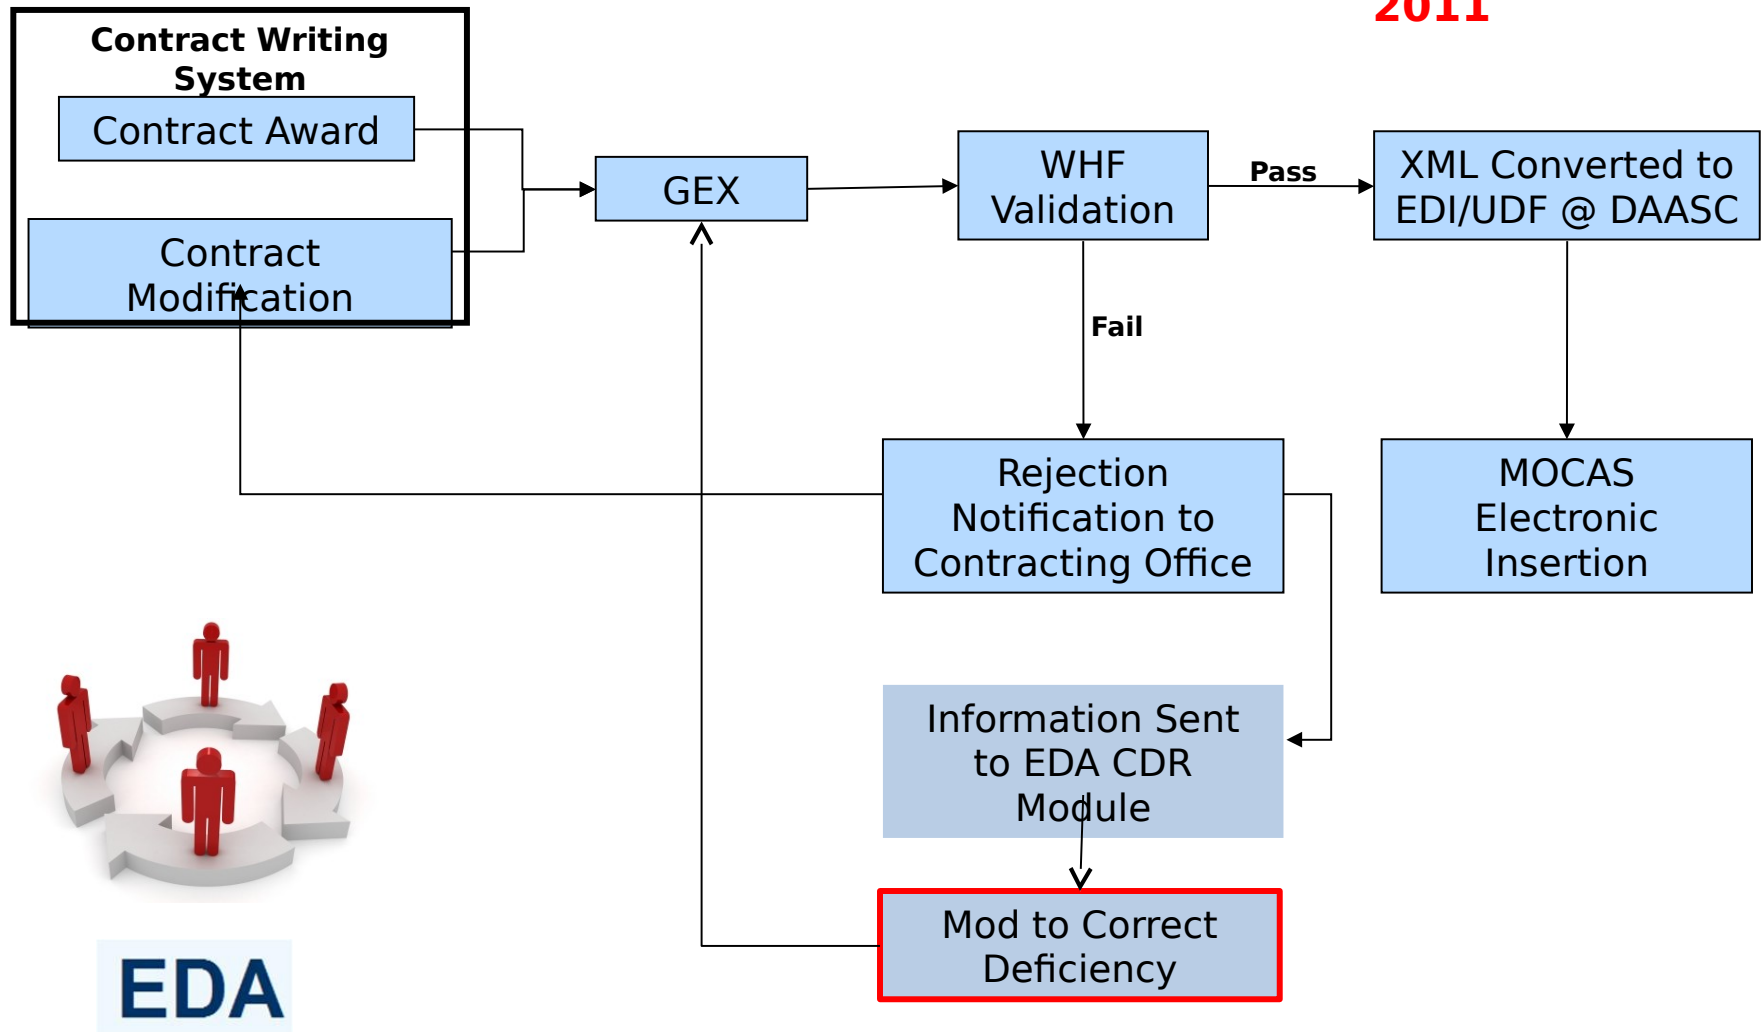 2011
Contract Writing
System
Contract Award
Contract
Modification
GEX
WHF
Validation
Pass
XML Converted to
EDI/UDF @ DAASC
Fail
Rejection
Notification to
Contracting Office
MOCAS
Electronic
Insertion
Information Sent
to EDA CDR
Module
Mod to Correct
Deficiency
EDA